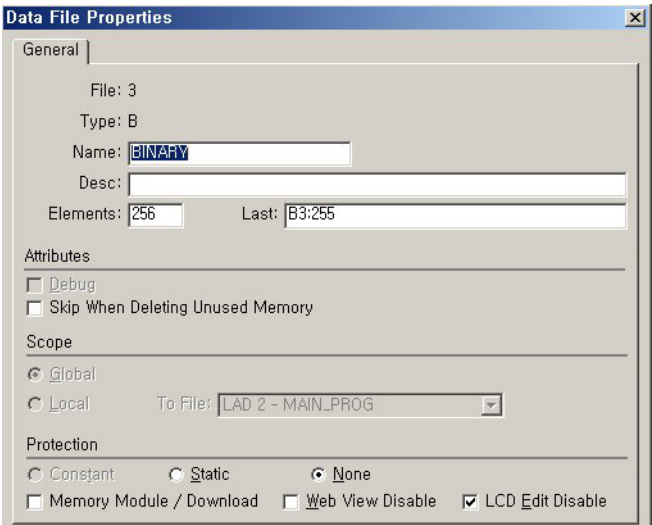 Data File Properties
General
File: 3
Type: B
Name: BINARY
Desc:
Elements: 256 Last: B3:255
Attributes
Debug
Skip When Deleting Unused Memory
Scope
Global
Local To File: LAD 2 - MAIN_PROG
Protection
Constant Static None
Memory Module / Download Web View Disable LCD Edit Disable